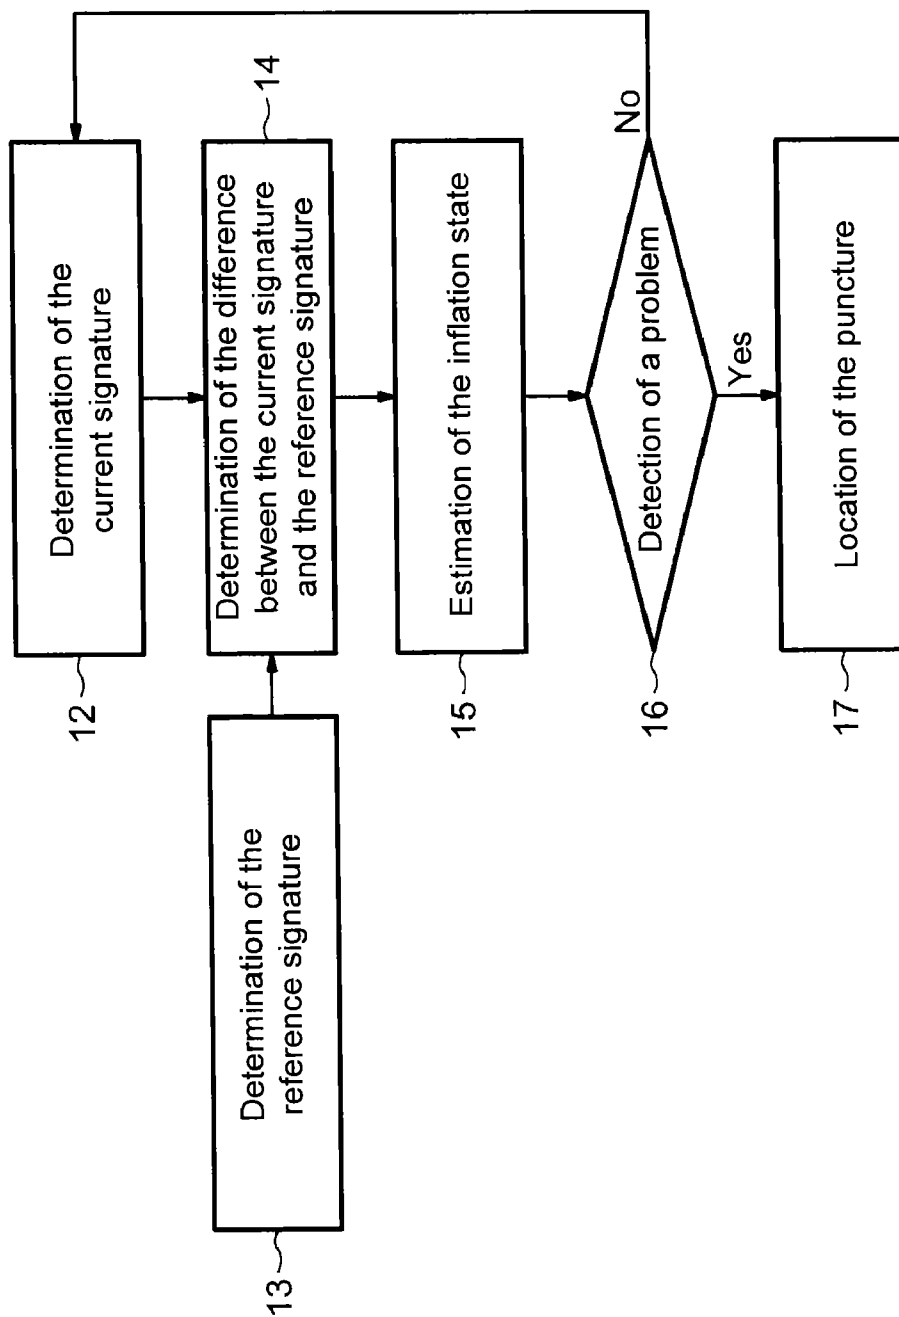 12
Determination of the
current signature
13
Determination of the
reference signature
14
Determination of the difference
between the current signature
and the reference signature
15
Estimation of the inflation state
16
Detection of a problem
No
Yes
17
Location of the puncture